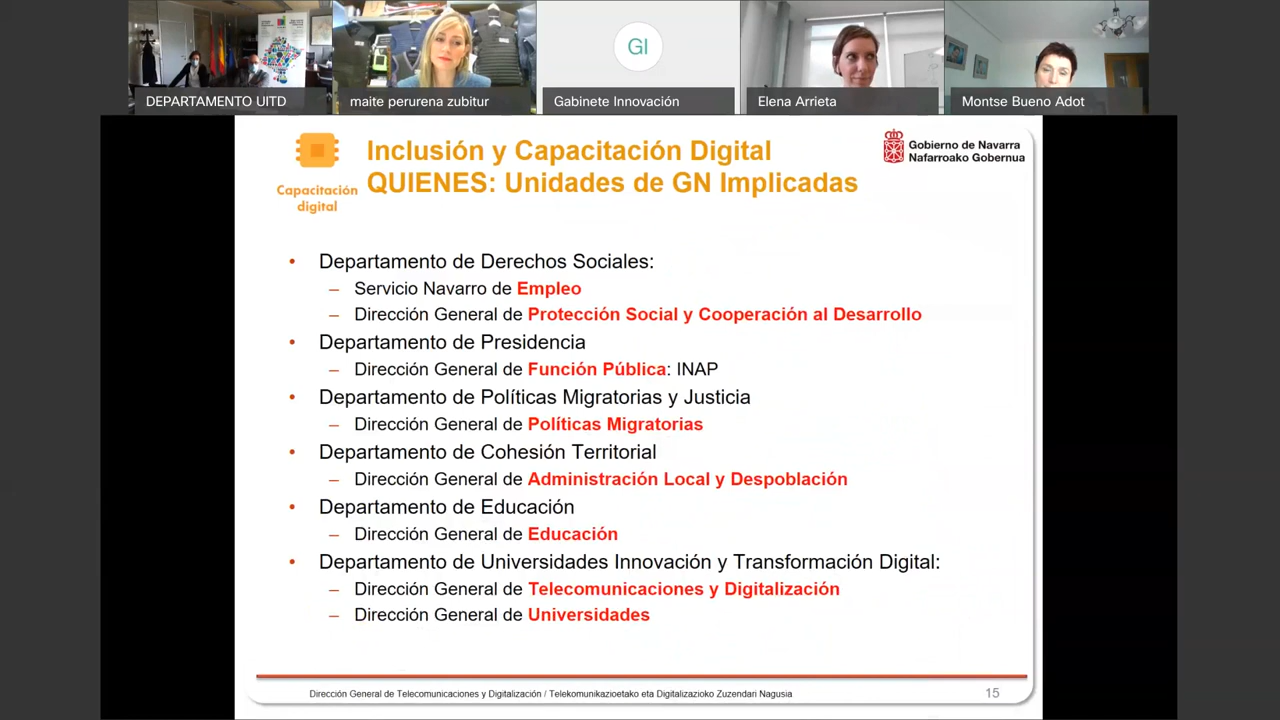 DEPARTAMENTO UITD
maite perurena zubitur
GI
Gabinete Innovación
Elena Arrieta
Montse Bueno Adot
Capacitación
digital
Inclusión y Capacitación Digital
QUIENES: Unidades de GN Implicadas
Gobierno de Navarra
Nafarroako Gobernua
• Departamento de Derechos Sociales:
– Servicio Navarro de Empleo
– Dirección General de Protección Social y Cooperación al Desarrollo
• Departamento de Presidencia
– Dirección General de Función Pública: INAP
• Departamento de Políticas Migratorias y Justicia
– Dirección General de Políticas Migratorias
• Departamento de Cohesión Territorial
– Dirección General de Administración Local y Despoblación
• Departamento de Educación
– Dirección General de Educación
• Departamento de Universidades Innovación y Transformación Digital:
– Dirección General de Telecomunicaciones y Digitalización
– Dirección General de Universidades
Dirección General de Telecomunicaciones y Digitalización / Telekomunikazioetako eta Digitalizazioko Zuzendari Nagusia
15